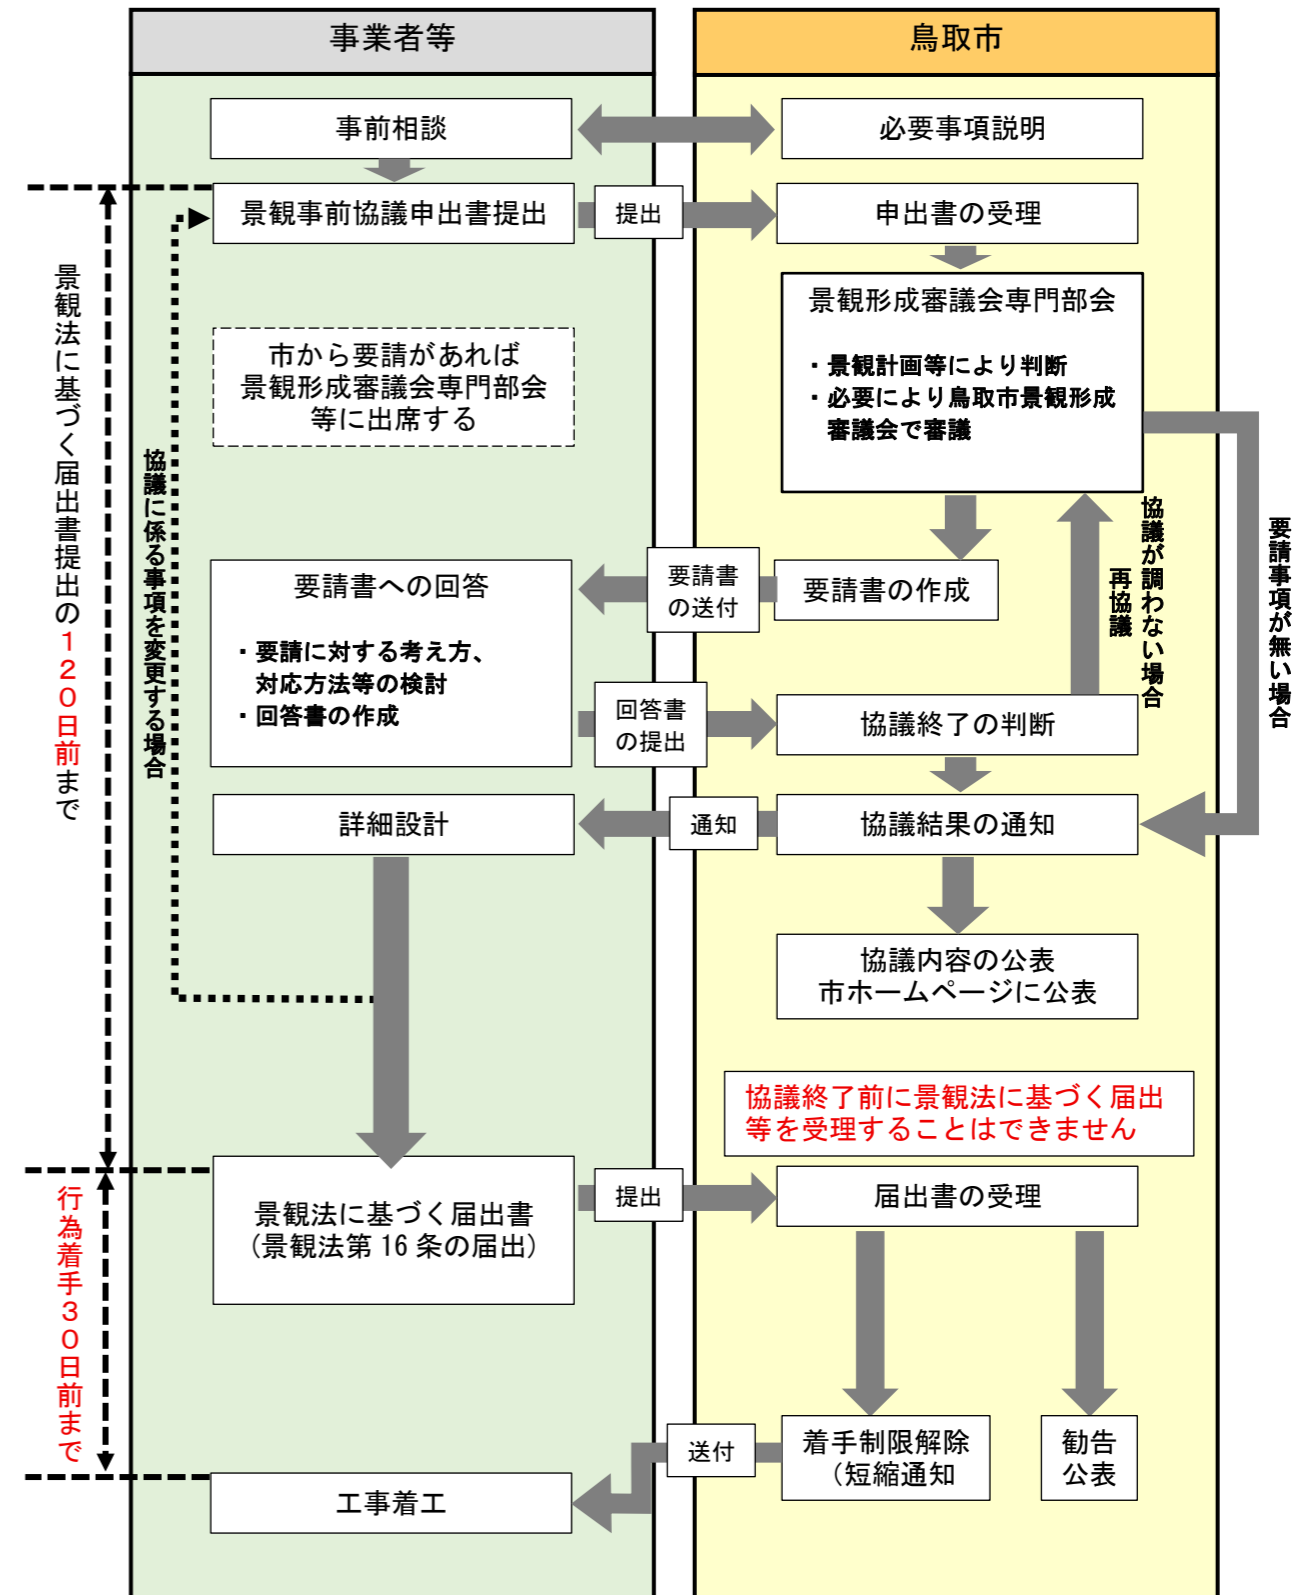 事業者等
鳥取市
事前相談
必要事項説明
景観事前協議申出書提出
提出
申出書の受理
景観形成審議会専門部会
・景観計画等により判断
・必要により鳥取市景観形成
審議会で審議
市から要請があれば
景観形成審議会専門部会
等に出席する
景観法に基づく届出書提出の120日前まで
協議に係る事項を変更する場合
協議が調わない場合
再協議
要請事項が無い場合
要請書の作成
要請書
の送付
要請書への回答
・要請に対する考え方、
対応方法等の検討
・回答書の作成
回答書
の提出
協議終了の判断
協議結果の通知
通知
詳細設計
協議内容の公表
市ホームページに公表
協議終了前に景観法に基づく届出
等を受理することはできません
景観法に基づく届出書
(景観法第 16 条の届出)
提出
届出書の受理
行為着手30日前まで
着手制限解除
(短縮通知
勧告
公表
送付
工事着工